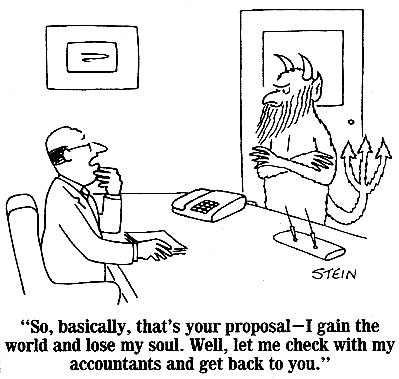 STEIN
“So, basically, that’s your proposal—I gain the
world and lose my soul. Well, let me check with my
accountants and get back to you.”